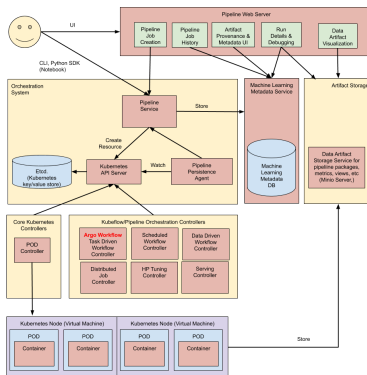 Pipeline Web Server
UI
Pipeline
Job
Creation
Pipeline
Job
History
Artifact
Provenance &
Metadata UI
Run
Details &
Debugging
Data
Artifact
Visualization
CLI, Python SDK
(Notebook)
Orchestration
System
Pipeline
Service
Store
Machine Learning
Metadata Service
Artifact Storage
Create
Resource
Watch
Etcd.
(Kubernetes
key/value store)
Kubernetes
API Server
Pipeline
Persistence
Agent
Machine
Learning
Metadata
DB
Data Artifact
Storage Service for
pipeline packages,
metrics, views, etc
(Minio Server,)
Core Kubernetes
Controllers
POD
Controller
Kubeflow/Pipeline Orchestration Controllers
Argo Workflow
Task Driven
Workflow
Controller
Scheduled
Workflow
Controller
Data Driven
Workflow
Controller
Distributed
Job
Controller
HP Tuning
Controller
Serving
Controller
Kubernetes Node (Virtual Machine)
Kubernetes Node (Virtual Machine)
POD
Container
POD
Container
POD
Container
POD
Container
Store